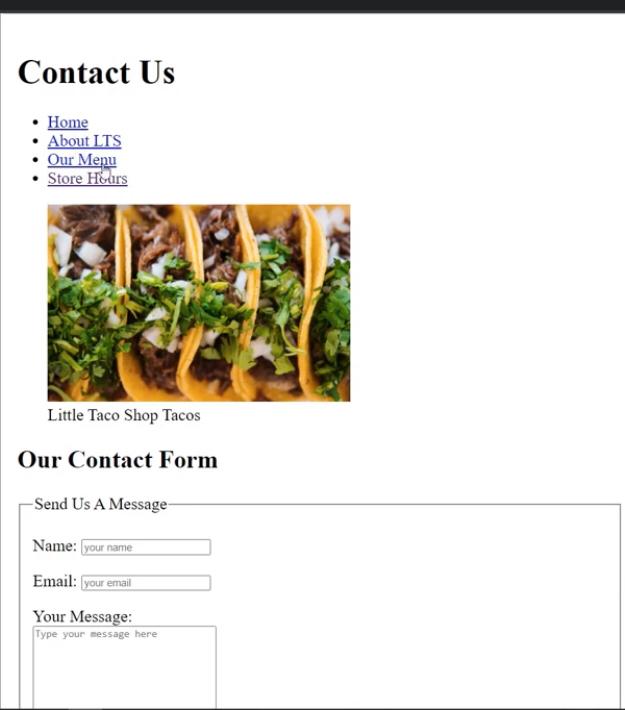 Contact Us
Home
About LTS
Our Menu
Store Hours
Little Taco Shop Tacos
Our Contact Form
Send Us A Message
Name: your name
Email: your email
Your Message:
Type your message here